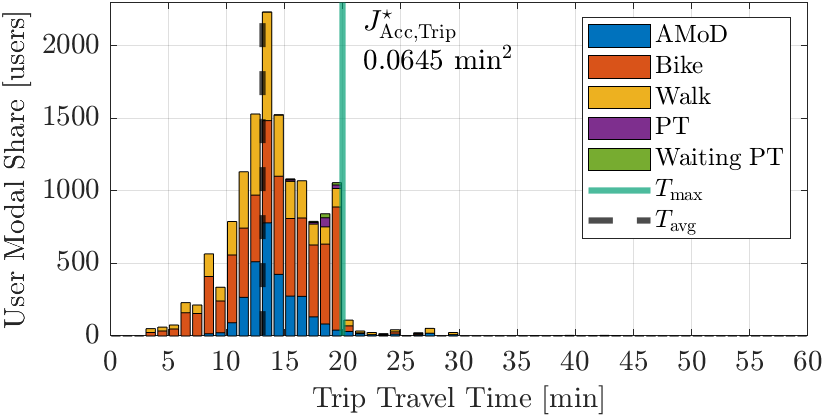 User Modal Share [users]
2000
1500
1000
500
0
J⋆Acc,Trip
0.0645 min²
AMoD
Bike
Walk
PT
Waiting PT
Tmax
Tavg
0 5 10 15 20 25 30 35 40 45 50 55 60
Trip Travel Time [min]